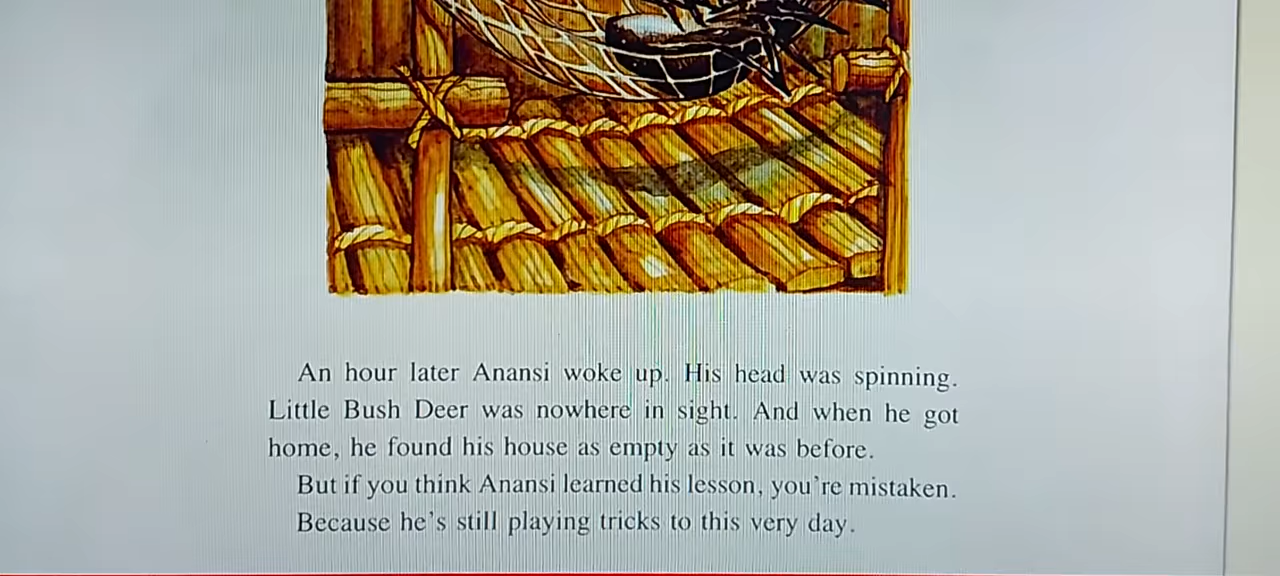 An hour later Anansi woke up. His head was spinning.
Little Bush Deer was nowhere in sight. And when he got
home, he found his house as empty as it was before.
But if you think Anansi learned his lesson, you're mistaken.
Because he's still playing tricks to this very day.